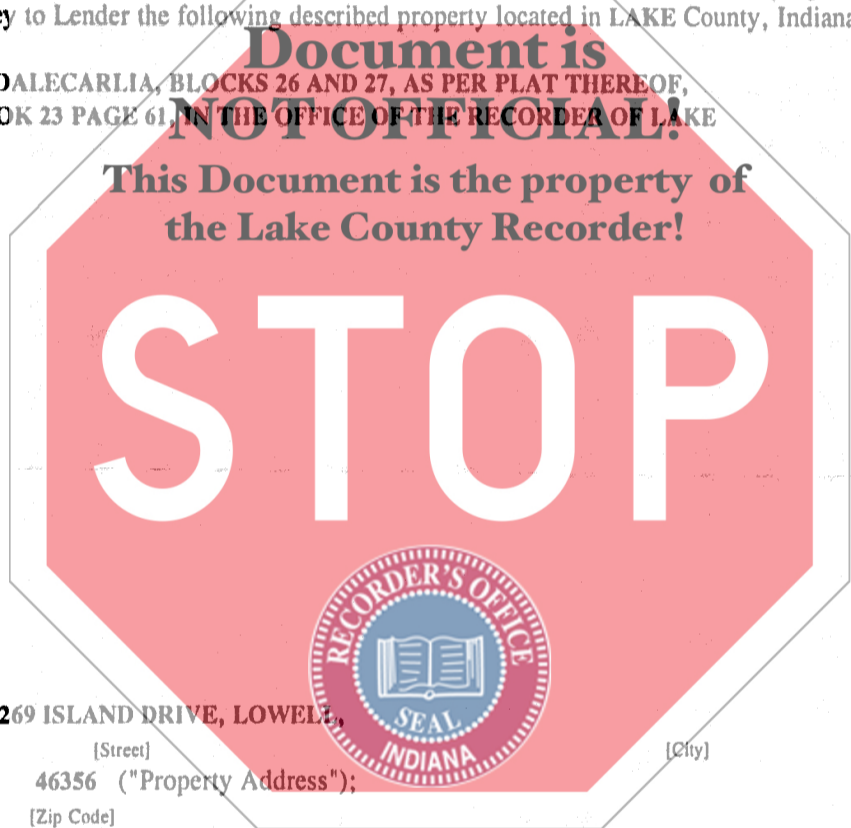 y to Lender the following described property located in LAKE County, Indiana
Document is
DALECARLIA, BLOCKS 26 AND 27, AS PER PLAT THEREOF,
OK 23 PAGE 61, IN THE OFFICE OF THE RECORDER OF LAKE
NOT OFFICIAL!
This Document is the property of
the Lake County Recorder!
STOP
RECORDER'S OFFICE
SEAL
INDIANA
269 ISLAND DRIVE, LOWELL,
[Street]
[City]
46356 ("Property Address");
[Zip Code]